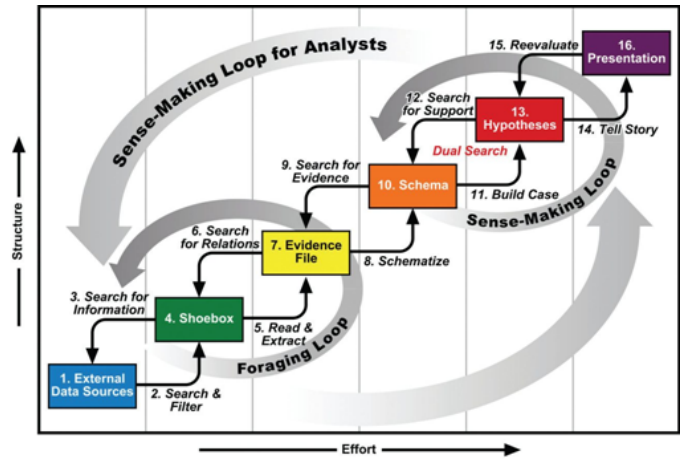 15. Reevaluate
16.
Presentation
Sense-Making Loop for Analysts
12. Search
for Support
13.
Hypotheses
14. Tell Story
Dual Search
9. Search for
Evidence
10. Schema
11. Build Case
Sense-Making Loop
6. Search
for Relations
7. Evidence
File
8. Schematize
3. Search for
Information
4. Shoebox
5. Read &
Extract
Foraging Loop
1. External
Data Sources
2. Search &
Filter
Structure
Effort